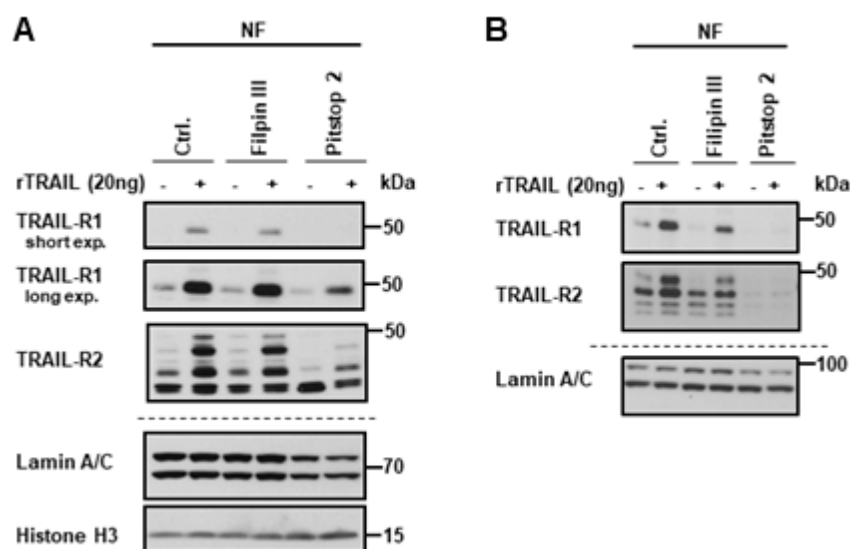 A
NF
Ctrl.
Filpin III
Pitstop 2
rTRAIL (20ng) - + - + - + kDa
TRAIL-R1
short exp.
50
TRAIL-R1
long exp.
50
TRAIL-R2
50
Lamin A/C
70
Histone H3
15
B
NF
Ctrl.
Filipin III
Pitstop 2
rTRAIL (20ng) - + - + - + kDa
TRAIL-R1
50
TRAIL-R2
50
Lamin A/C
100